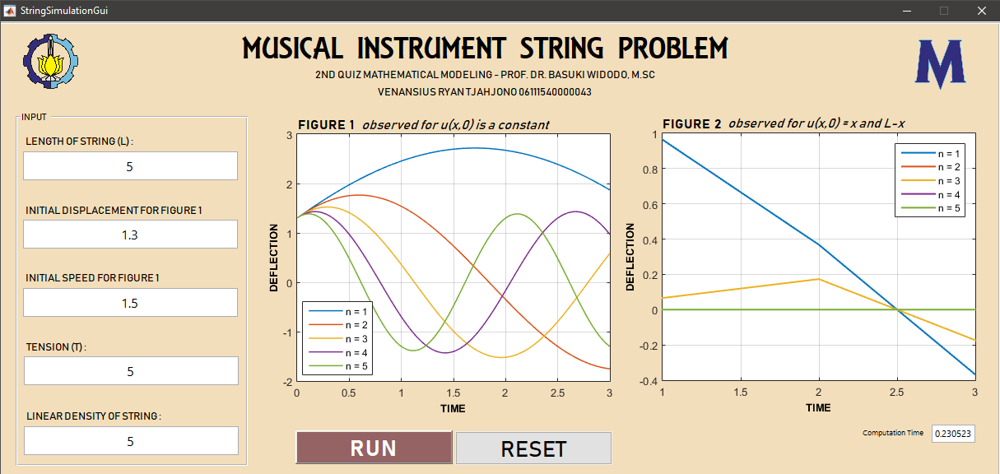 StringSimulationGui
MUSICAL INSTRUMENT STRING PROBLEM
2ND QUIZ MATHEMATICAL MODELING - PROF. DR. BASUKI WIDODO, M.SC
VENANSIUS RYAN TJAHJONO 06111540000043
M
INPUT
LENGTH OF STRING (L) :
5
INITIAL DISPLACEMENT FOR FIGURE 1
1.3
INITIAL SPEED FOR FIGURE 1
1.5
TENSION (T) :
5
LINEAR DENSITY OF STRING :
5
FIGURE 1 observed for u(x,0) is a constant
3
2
1
0
-1
-2
DEFLECTION
n = 1
n = 2
n = 3
n = 4
n = 5
0 0.5 1 1.5 2 2.5 3
TIME
FIGURE 2 observed for u(x,0) = x and L-x
1
0.8
0.6
0.4
0.2
0
-0.2
-0.4
DEFLECTION
n = 1
n = 2
n = 3
n = 4
n = 5
1 1.5 2 2.5 3
TIME
RUN
RESET
Computation Time 0.230523